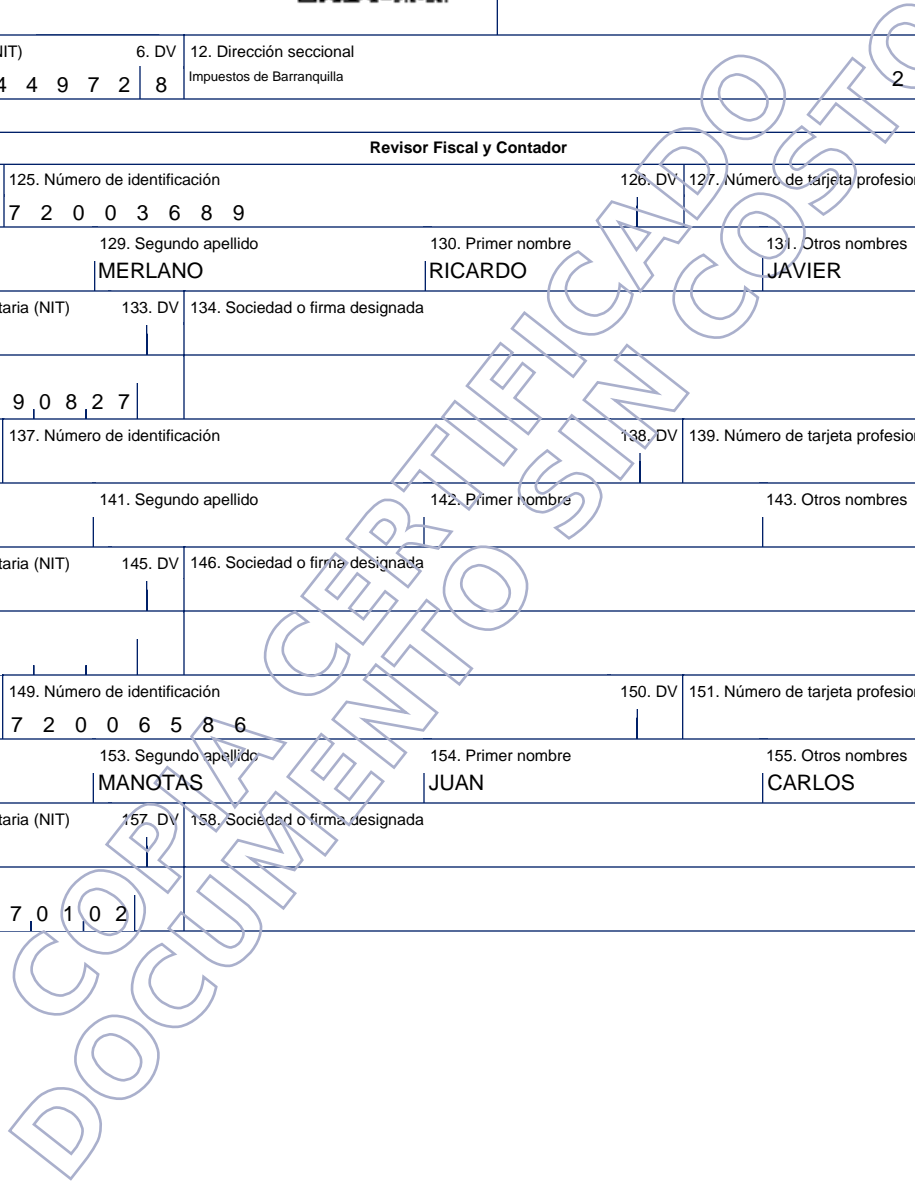 IT) 6. DV 12. Dirección seccional
4 4 9 7 2 8 Impuestos de Barranquilla 2
Revisor Fiscal y Contador
125. Número de identificación 126. DV 127. Número de tarjeta profesion
7 2 0 0 3 6 8 9
129. Segundo apellido 130. Primer nombre 131. Otros nombres
MERLANO RICARDO JAVIER
taria (NIT) 133. DV 134. Sociedad o firma designada
9 0 8 2 7
137. Número de identificación 138. DV 139. Número de tarjeta profesion
141. Segundo apellido 142. Primer nombre 143. Otros nombres
taria (NIT) 145. DV 146. Sociedad o firma designada
149. Número de identificación 150. DV 151. Número de tarjeta profesion
7 2 0 0 6 5 8 6
153. Segundo apellido 154. Primer nombre 155. Otros nombres
MANOTAS JUAN CARLOS
taria (NIT) 157. DV 158. Sociedad o firma designada
7 0 1 0 2
COPIA CERTIFICADO
DOCUMENTO SIN COSTO